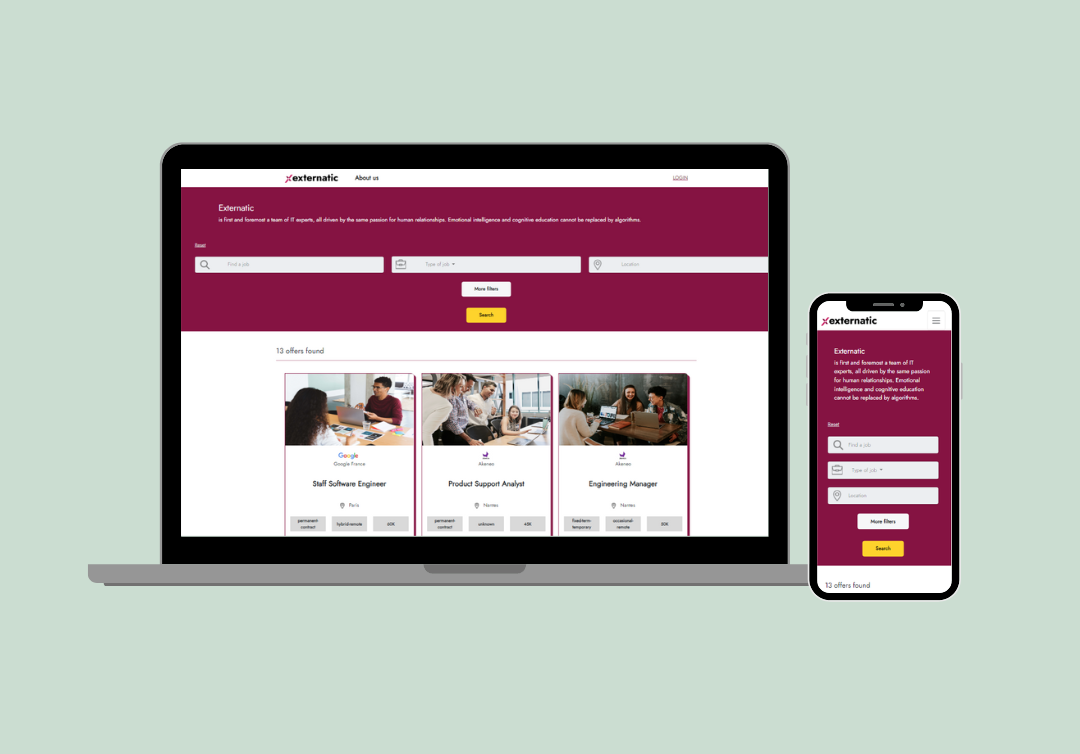 externatic About us LOGIN
Externatic
is first and foremost a team of IT experts, all driven by the same passion for human relationships. Emotional intelligence and cognitive education cannot be replaced by algorithms.
Reset
Find a job Type of job Location
More filters
Search
13 offers found
Google
Google France
Staff Software Engineer
Paris
permanent
contract
hybrid-remote
60K
Akeneo
Product Support Analyst
Nantes
permanent
contract
unknown
45K
Akeneo
Engineering Manager
Nantes
fixed-term-
temporary
occasional-
remote
50K
externatic
Externatic
is first and foremost a team of IT
experts, all driven by the same passion
for human relationships. Emotional
intelligence and cognitive education
cannot be replaced by algorithms.
Reset
Find a job
Type of job
Location
More filters
Search
13 offers found